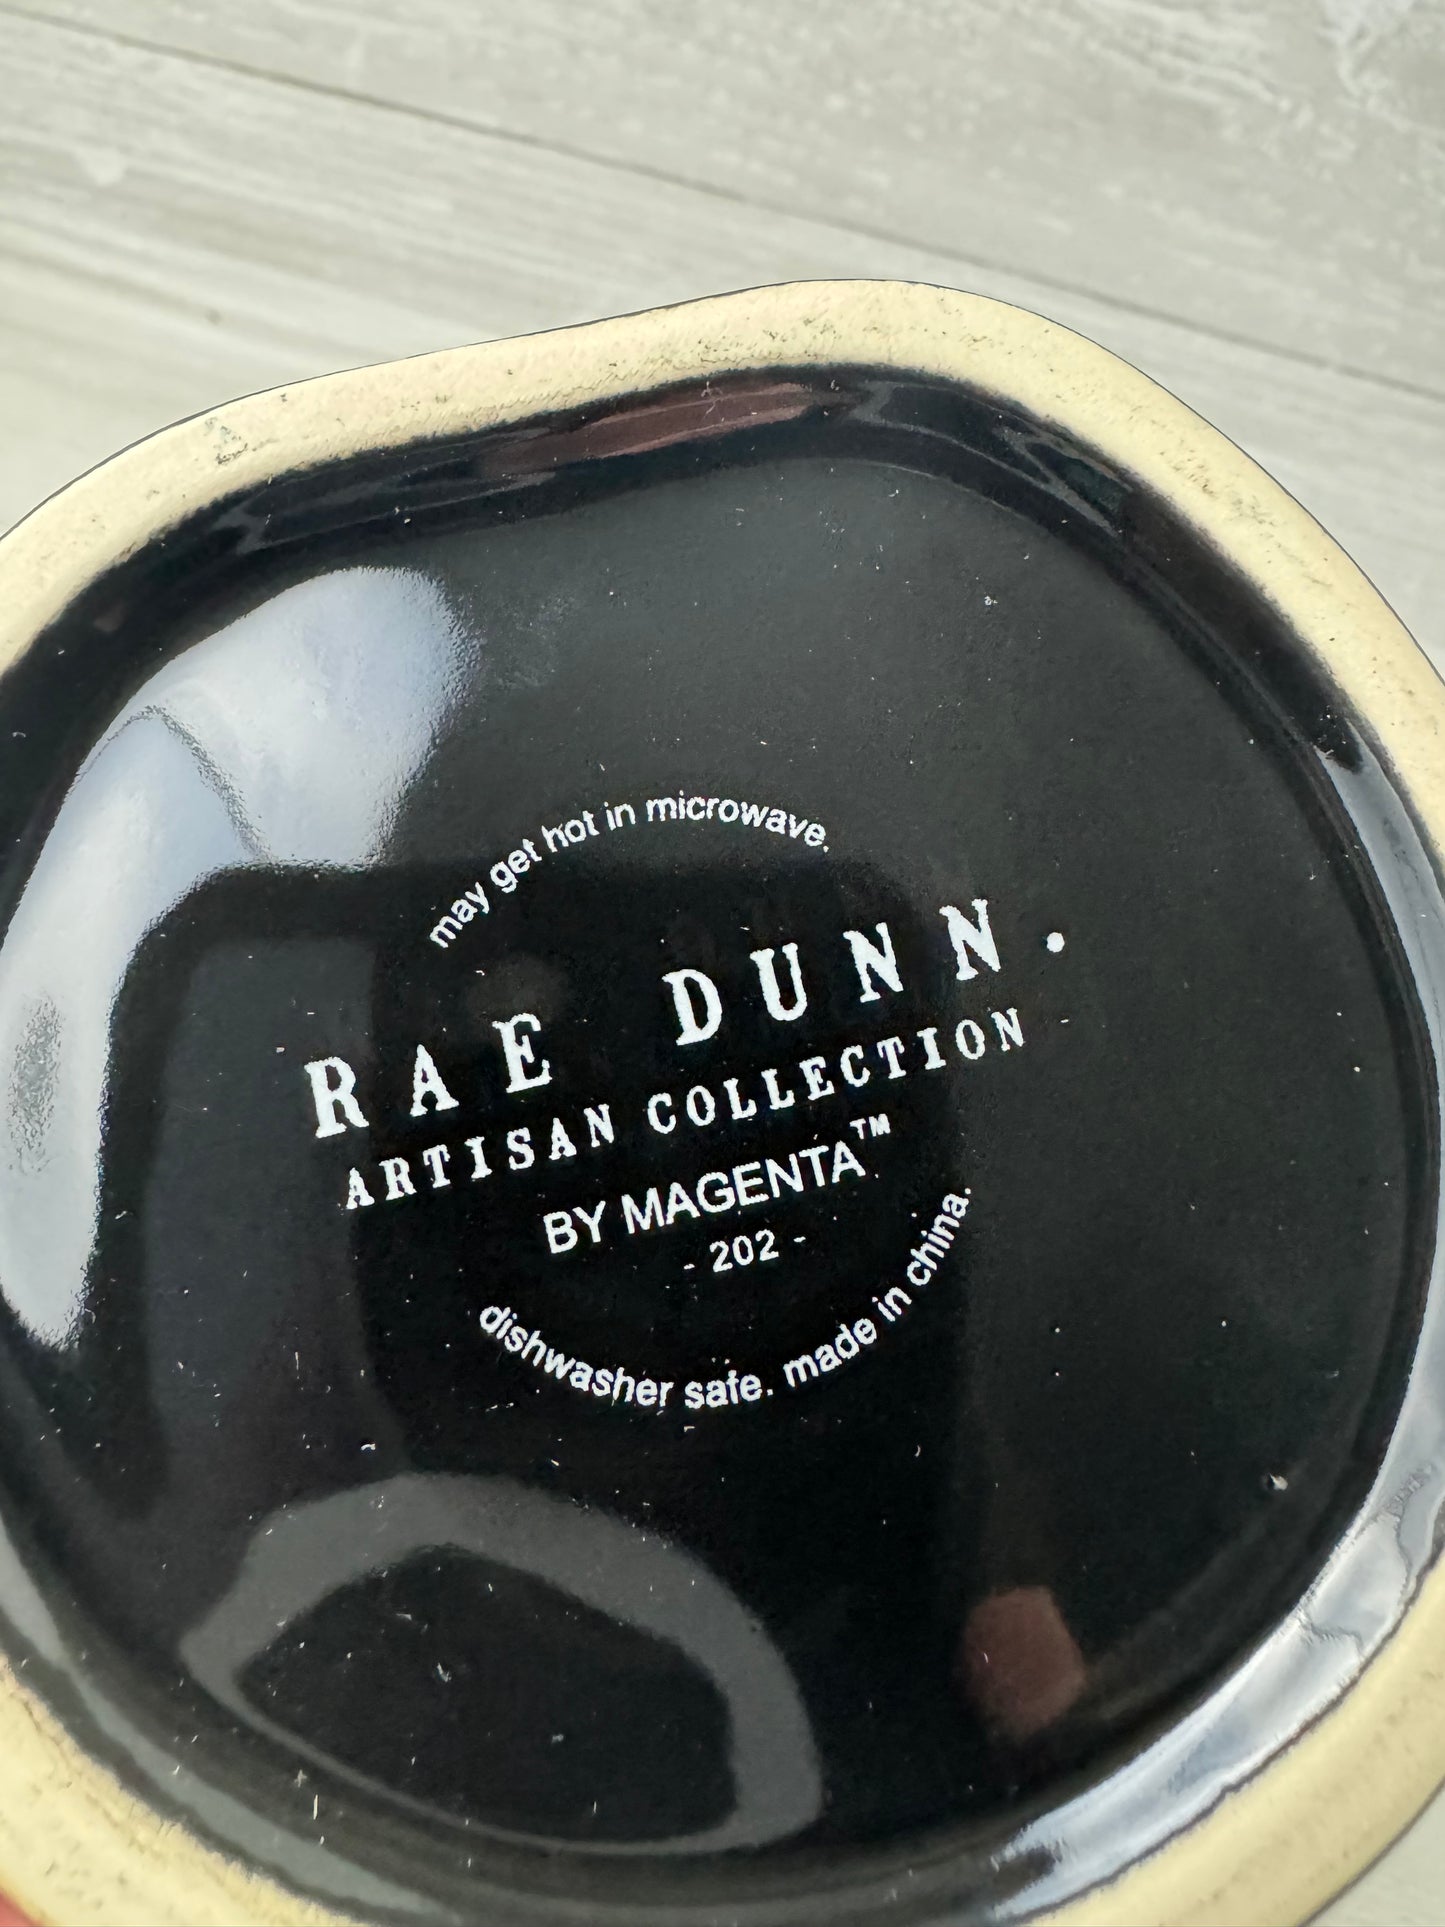 may get hot in microwave.
RAE DUNN.
ARTISAN COLLECTION
BY MAGENTA™
- 202 -
dishwasher safe. made in china.